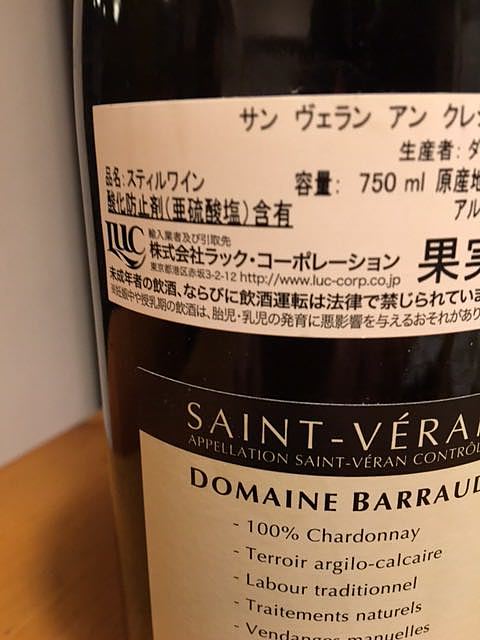 サン ヴェラン アン クレ
生産者: ダ
品名: スティルワイン 容量: 750 ml 原産地
酸化防止剤(亜硫酸塩)含有 アル
LUC 輸入業者及び引取先
株式会社ラック・コーポレーション 果実
東京都港区赤坂3-2-12 http://www.luc-corp.co.jp
未成年者の飲酒、ならびに飲酒運転は法律で禁じられていま
妊娠中や授乳期の飲酒は、胎児・乳児の発育に悪影響を与えるおそれがあり
SAINT-VÉRAN
APPELLATION SAINT-VÉRAN CONTRÔL
DOMAINE BARRAUD
- 100% Chardonnay
- Terroir argilo-calcaire
- Labour traditionnel
- Traitements naturels
- Vendanges manuelles